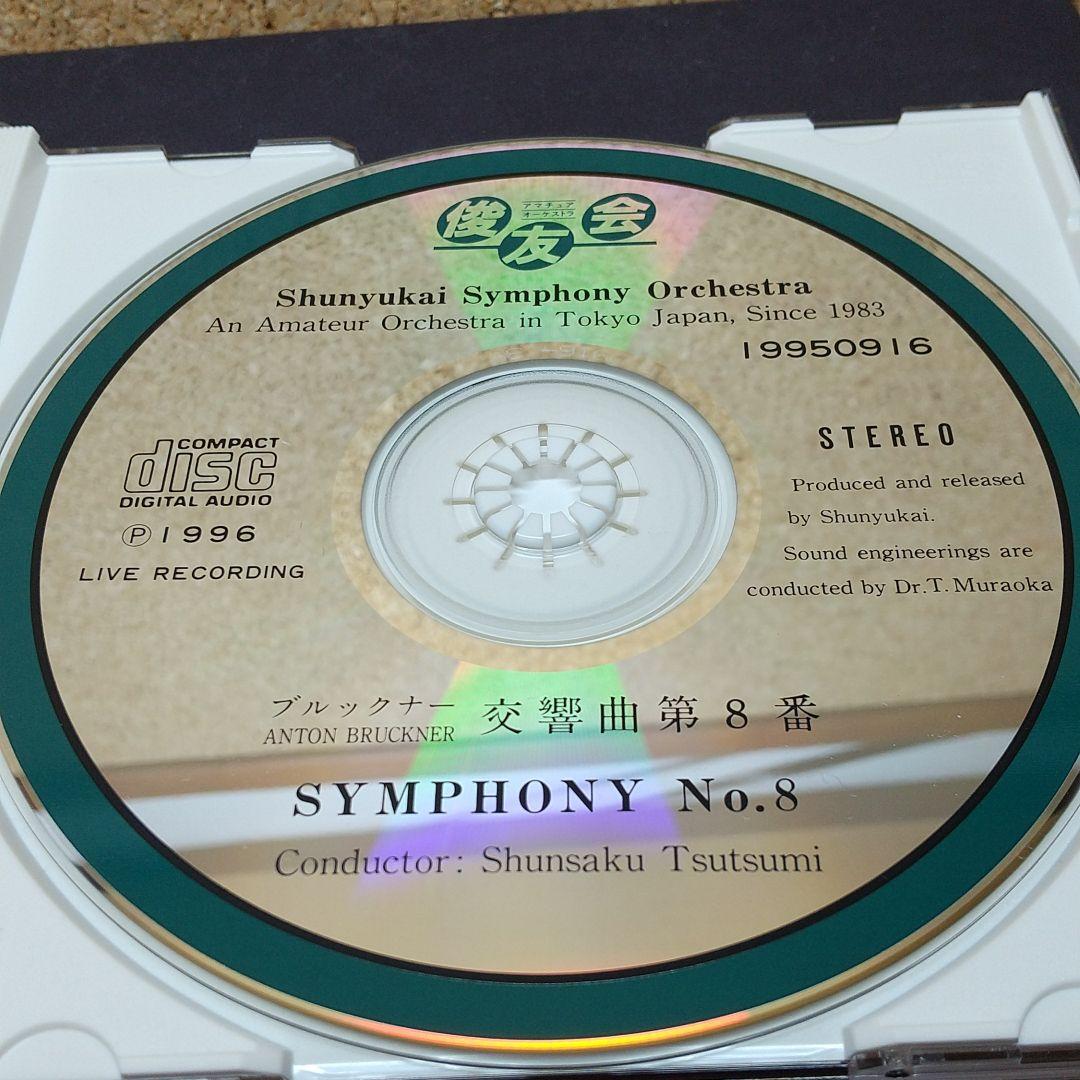 俊友会
アマチュア
オーケストラ
Shunyukai Symphony Orchestra
An Amateur Orchestra in Tokyo Japan, Since 1983
19950916
COMPACT
disc
DIGITAL AUDIO
Ⓟ1996
LIVE RECORDING
STEREO
Produced and released
by Shunyukai.
Sound engineerings are
conducted by Dr.T.Muraoka
ブルックナー 交響曲第8番
ANTON BRUCKNER
SYMPHONY No.8
Conductor: Shunsaku Tsutsumi